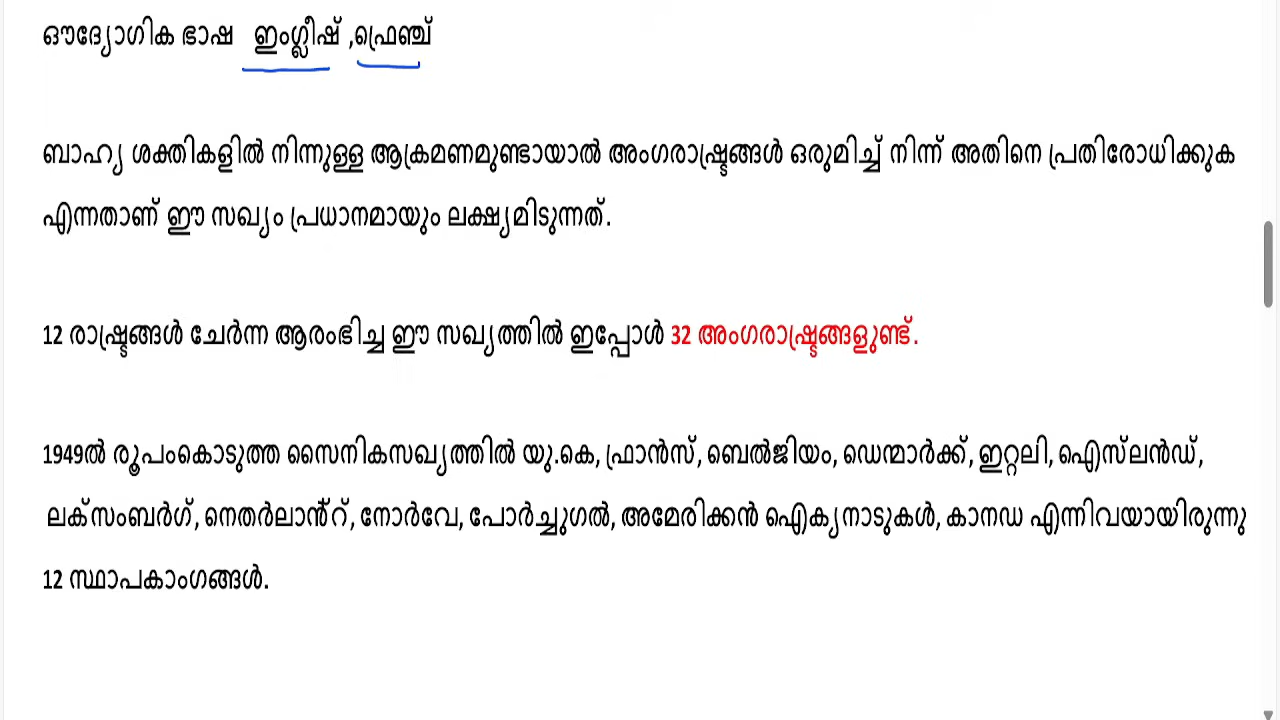 ഔദ്യോഗിക ഭാഷ ഇംഗ്ലീഷ് ,ഫ്രെഞ്ച്
ബാഹ്യ ശക്തികളിൽ നിന്നുള്ള ആക്രമണമുണ്ടായാൽ അംഗരാഷ്ട്രങ്ങൾ ഒരുമിച്ച് നിന്ന് അതിനെ പ്രതിരോധിക്കുക
എന്നതാണ് ഈ സഖ്യം പ്രധാനമായും ലക്ഷ്യമിടുന്നത്.
12 രാഷ്ട്രങ്ങൾ ചേർന്ന ആരംഭിച്ച ഈ സഖ്യത്തിൽ ഇപ്പോൾ 32 അംഗരാഷ്ട്രങ്ങളുണ്ട്.
1949ൽ രൂപംകൊടുത്ത സൈനികസഖ്യത്തിൽ യു.കെ, ഫ്രാൻസ്, ബെൽജിയം, ഡെന്മാർക്ക്, ഇറ്റലി, ഐസ്‌ലൻഡ്,
ലക്സംബർഗ്, നെതർലാൻ്റ്, നോർവേ, പോർച്ചുഗൽ, അമേരിക്കൻ ഐക്യനാടുകൾ, കാനഡ എന്നിവയായിരുന്നു
12 സ്ഥാപകാംഗങ്ങൾ.